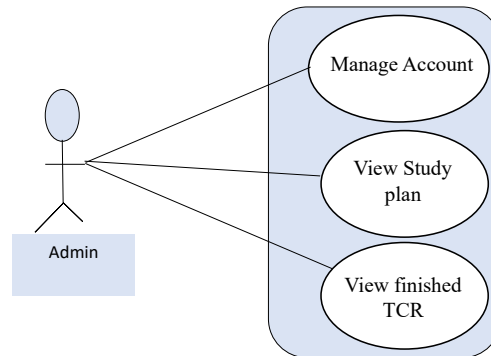 Manage Account
View Study
plan
Admin
View finished
TCR